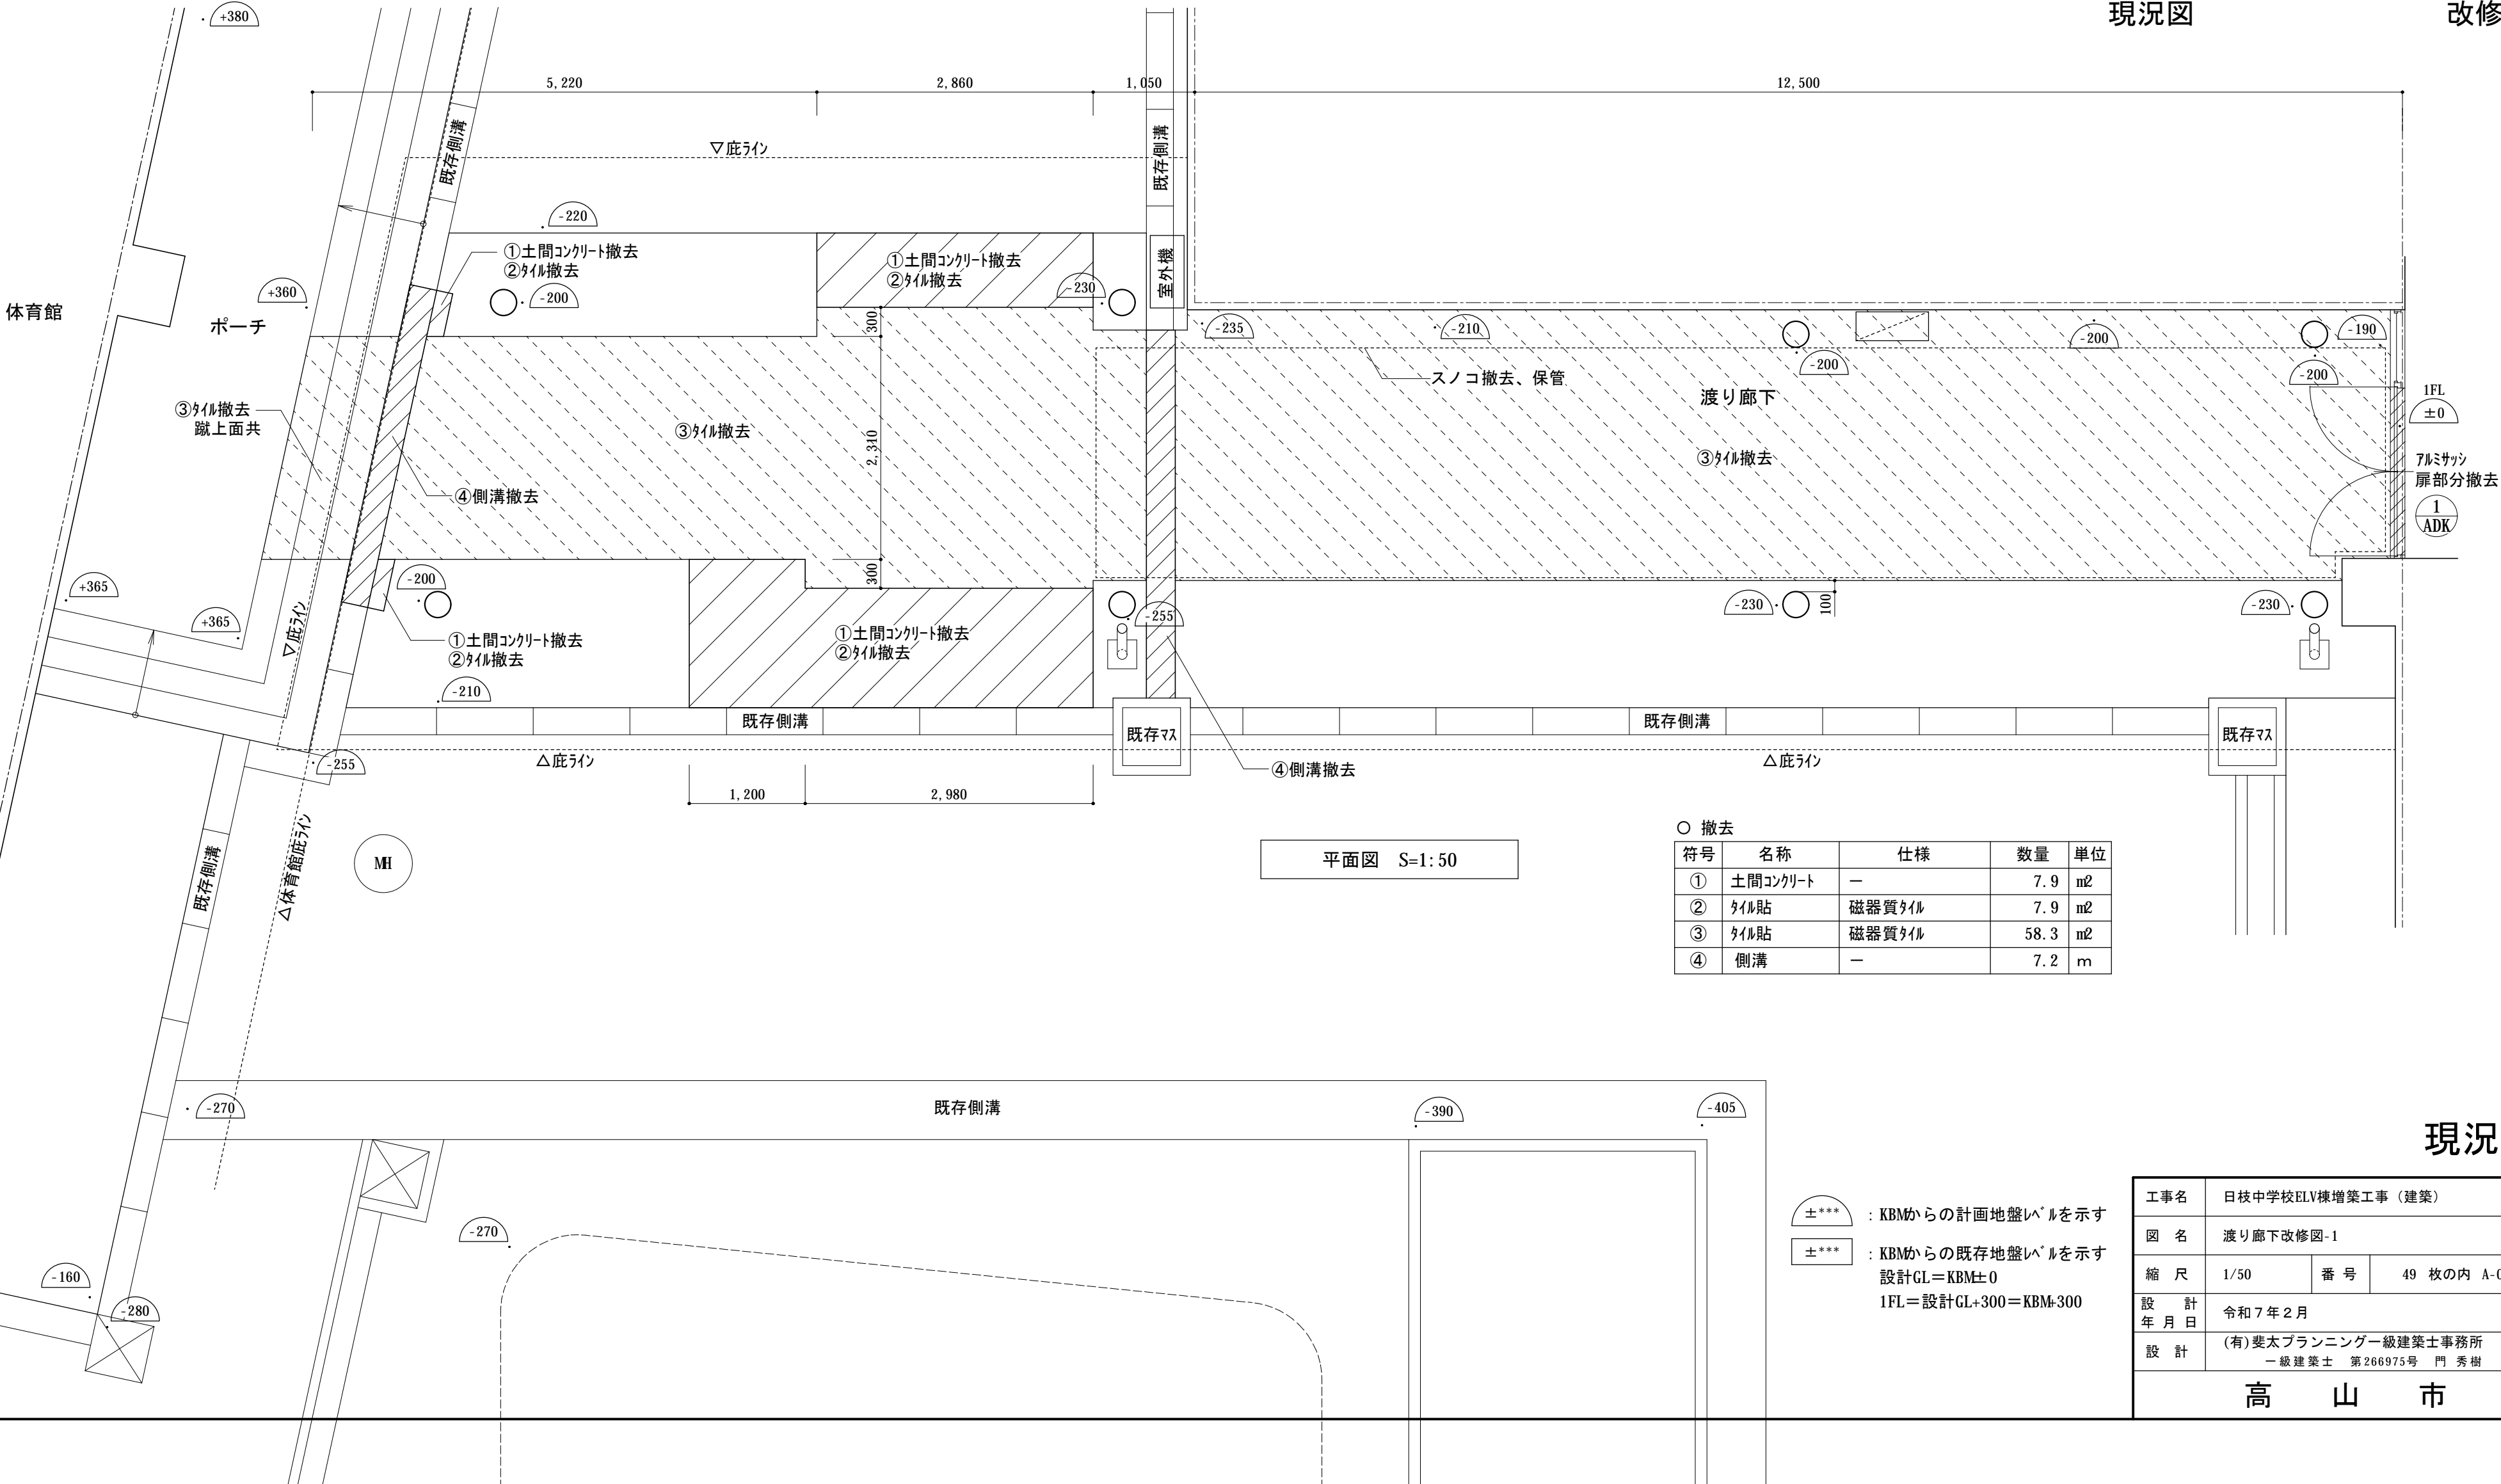 現況図
改修
+380
5,220
2,860
1,050
12,500
既存側溝
▽庇ﾗｲﾝ
既存側溝
-220
①土間ｺﾝｸﾘｰﾄ撤去
②ﾀｲﾙ撤去
①土間ｺﾝｸﾘｰﾄ撤去
②ﾀｲﾙ撤去
室外機
+360
-200
-230
体育館
ポーチ
300
-235
-210
-200
-200
-190
-200
スノコ撤去、保管
渡り廊下
1FL
±0
③ﾀｲﾙ撤去
蹴上面共
③ﾀｲﾙ撤去
2,310
③ﾀｲﾙ撤去
ｱﾙﾐｻｯｼ
扉部分撤去
④側溝撤去
1
ADK
+365
-200
300
+365
▽庇ﾗｲﾝ
-255
-230
100
-230
①土間ｺﾝｸﾘｰﾄ撤去
②ﾀｲﾙ撤去
①土間ｺﾝｸﾘｰﾄ撤去
②ﾀｲﾙ撤去
-210
既存側溝
既存ﾏｽ
既存側溝
既存ﾏｽ
-255
△庇ﾗｲﾝ
④側溝撤去
△庇ﾗｲﾝ
1,200
2,980
既存側溝
△体育館庇ﾗｲﾝ
MH
平面図 S=1:50
○ 撤去
符号 名称 仕様 数量 単位
① 土間ｺﾝｸﾘｰﾄ － 7.9 m2
② ﾀｲﾙ貼 磁器質ﾀｲﾙ 7.9 m2
③ ﾀｲﾙ貼 磁器質ﾀｲﾙ 58.3 m2
④ 側溝 － 7.2 m
-270
既存側溝
-390
-405
-270
-160
-280
±*** : KBMからの計画地盤ﾚﾍﾞﾙを示す
±*** : KBMからの既存地盤ﾚﾍﾞﾙを示す
設計GL＝KBM±0
1FL＝設計GL+300＝KBM+300
現況
工事名 日枝中学校ELV棟増築工事（建築）
図 名 渡り廊下改修図-1
縮 尺 1/50 番 号 49 枚の内 A-0
設 計
年 月 日 令和７年２月
設 計 (有)斐太プランニング一級建築士事務所
一級建築士 第266975号 門 秀樹
高 山 市